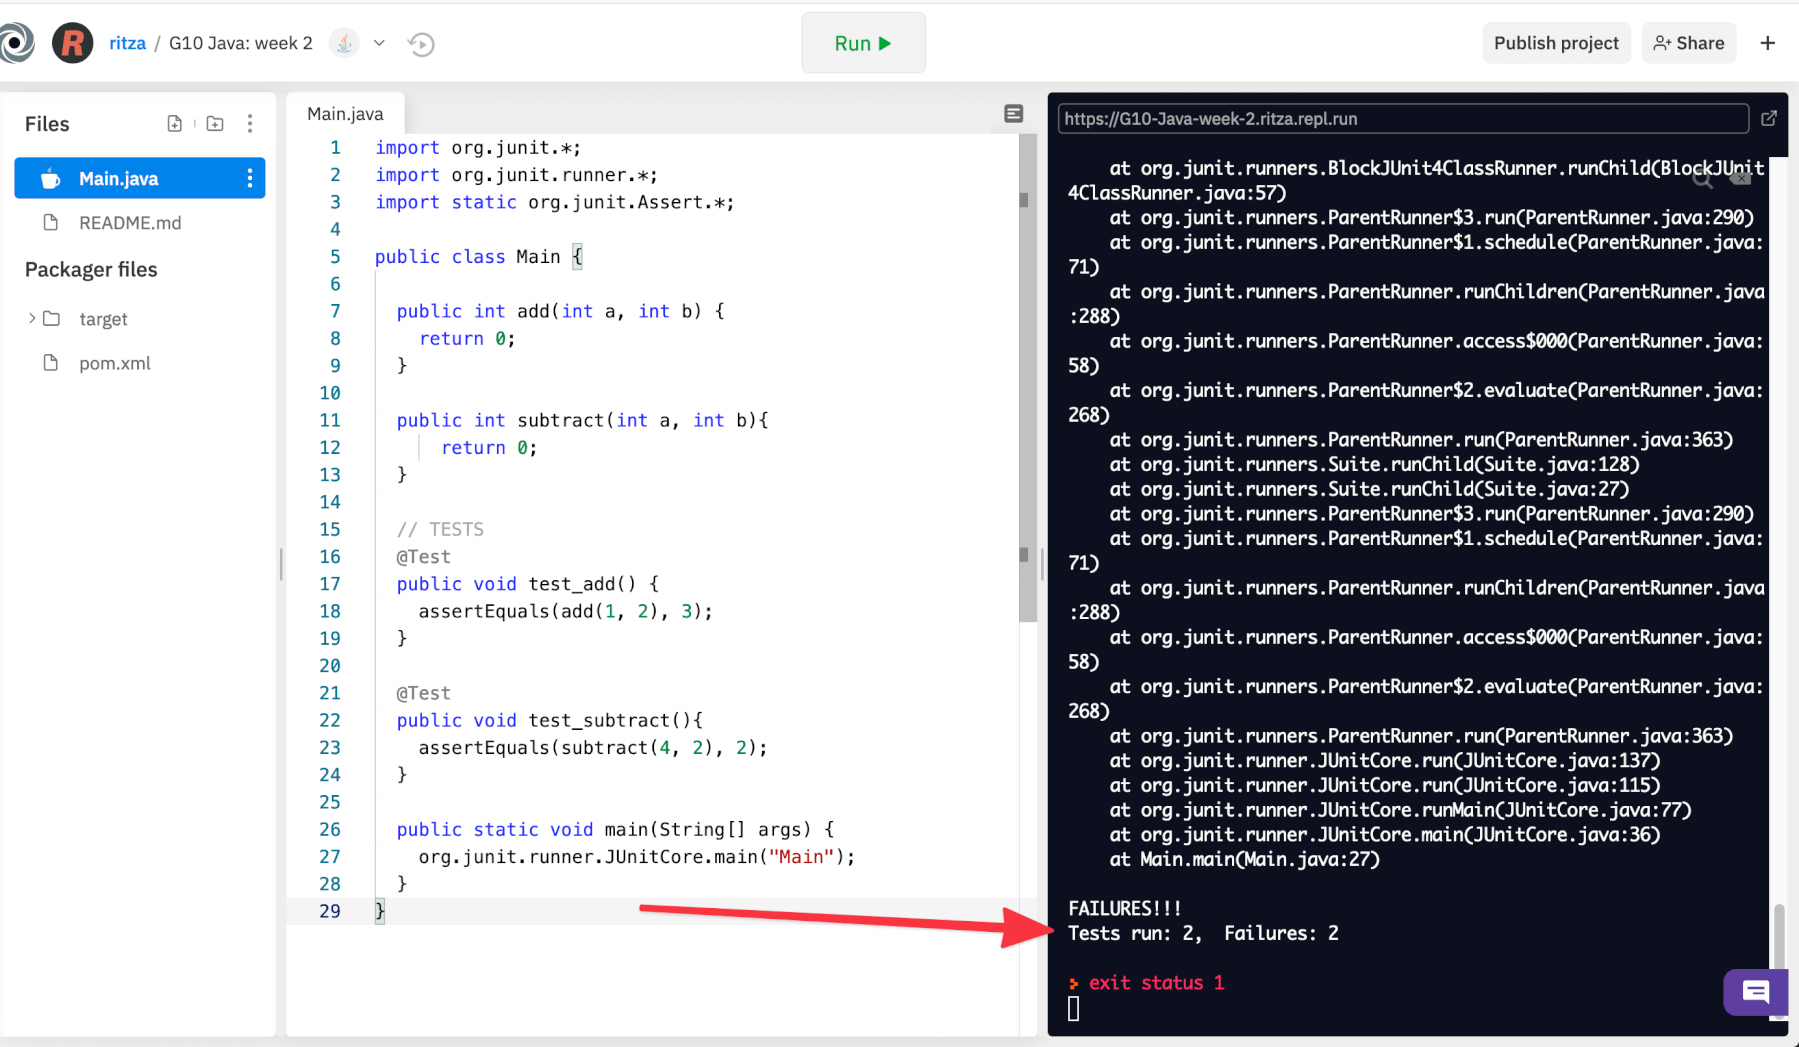 ritza / G10 Java: week 2
Run
Publish project
Share
Files
Main.java
README.md
Packager files
target
pom.xml
Main.java
1 import org.junit.*;
2 import org.junit.runner.*;
3 import static org.junit.Assert.*;
4
5 public class Main {
6
7 public int add(int a, int b) {
8 return 0;
9 }
10
11 public int subtract(int a, int b){
12 return 0;
13 }
14
15 // TESTS
16 @Test
17 public void test_add() {
18 assertEquals(add(1, 2), 3);
19 }
20
21 @Test
22 public void test_subtract(){
23 assertEquals(subtract(4, 2), 2);
24 }
25
26 public static void main(String[] args) {
27 org.junit.runner.JUnitCore.main("Main");
28 }
29 }
https://G10-Java-week-2.ritza.repl.run
at org.junit.runners.BlockJUnit4ClassRunner.runChild(BlockJUnit
4ClassRunner.java:57)
at org.junit.runners.ParentRunner$3.run(ParentRunner.java:290)
at org.junit.runners.ParentRunner$1.schedule(ParentRunner.java:
71)
at org.junit.runners.ParentRunner.runChildren(ParentRunner.java
:288)
at org.junit.runners.ParentRunner.access$000(ParentRunner.java:
58)
at org.junit.runners.ParentRunner$2.evaluate(ParentRunner.java:
268)
at org.junit.runners.ParentRunner.run(ParentRunner.java:363)
at org.junit.runners.Suite.runChild(Suite.java:128)
at org.junit.runners.Suite.runChild(Suite.java:27)
at org.junit.runners.ParentRunner$3.run(ParentRunner.java:290)
at org.junit.runners.ParentRunner$1.schedule(ParentRunner.java:
71)
at org.junit.runners.ParentRunner.runChildren(ParentRunner.java
:288)
at org.junit.runners.ParentRunner.access$000(ParentRunner.java:
58)
at org.junit.runners.ParentRunner$2.evaluate(ParentRunner.java:
268)
at org.junit.runners.ParentRunner.run(ParentRunner.java:363)
at org.junit.runner.JUnitCore.run(JUnitCore.java:137)
at org.junit.runner.JUnitCore.run(JUnitCore.java:115)
at org.junit.runner.JUnitCore.runMain(JUnitCore.java:77)
at org.junit.runner.JUnitCore.main(JUnitCore.java:36)
at Main.main(Main.java:27)
FAILURES!!!
Tests run: 2,  Failures: 2
exit status 1